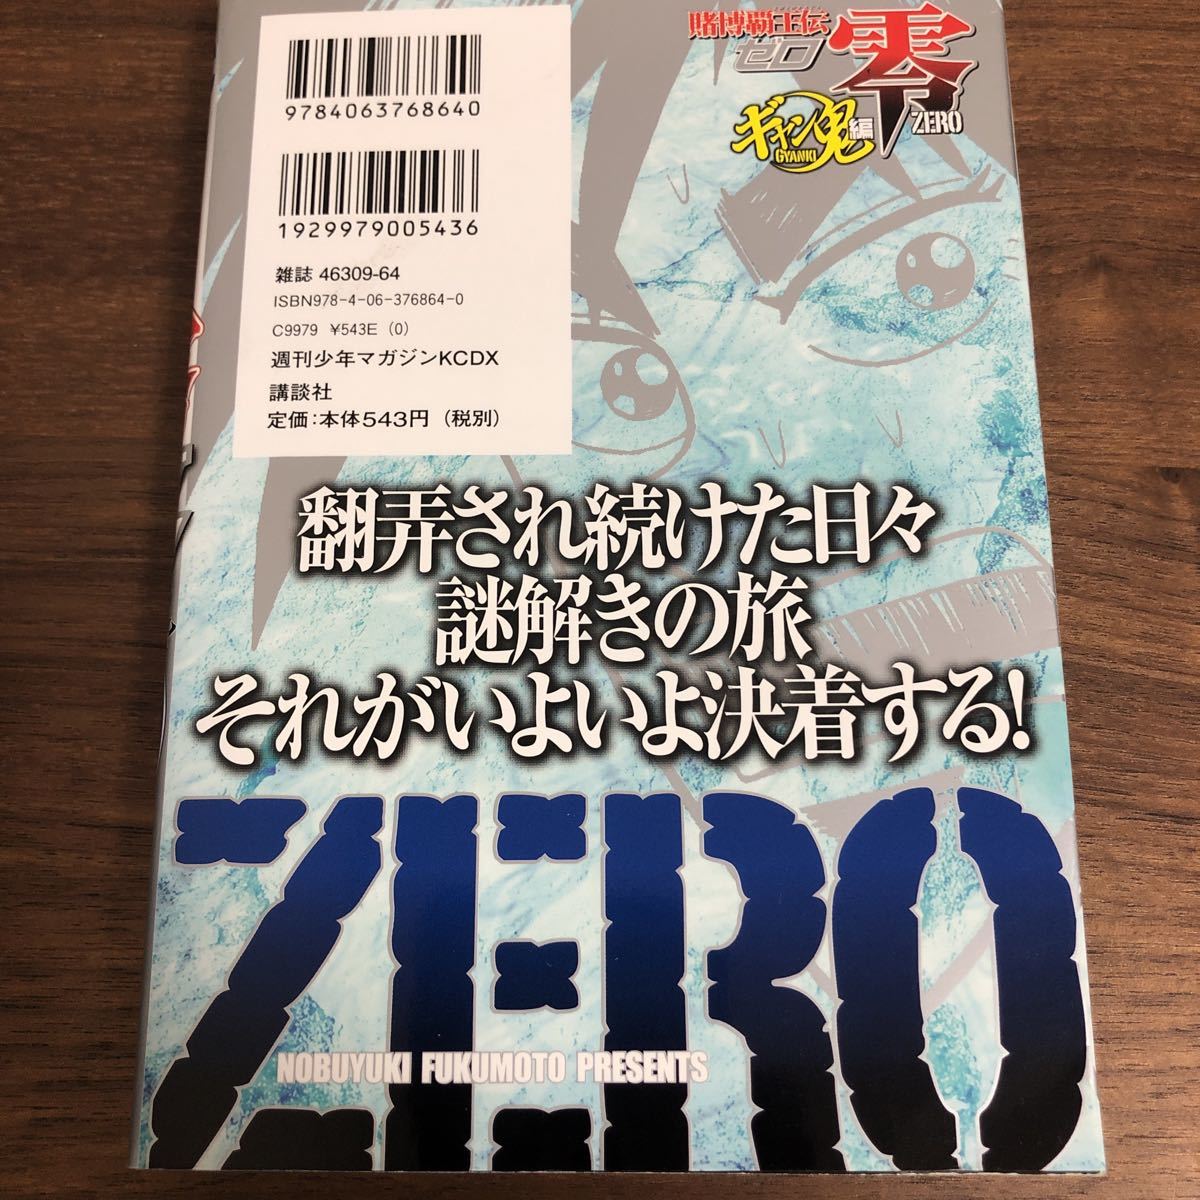 9784063768640
1929979005436
雑誌 46309-64
ISBN978-4-06-376864-0
C9979 ¥543E (0)
週刊少年マガジンKCDX
講談社
定価:本体543円 (税別)
賭博覇王伝
ゼロ
零
ZERO
ギャン鬼編
GYANKI
翻弄され続けた日々
謎解きの旅
それがいよいよ決着する!
ZERO
NOBUYUKI FUKUMOTO PRESENTS